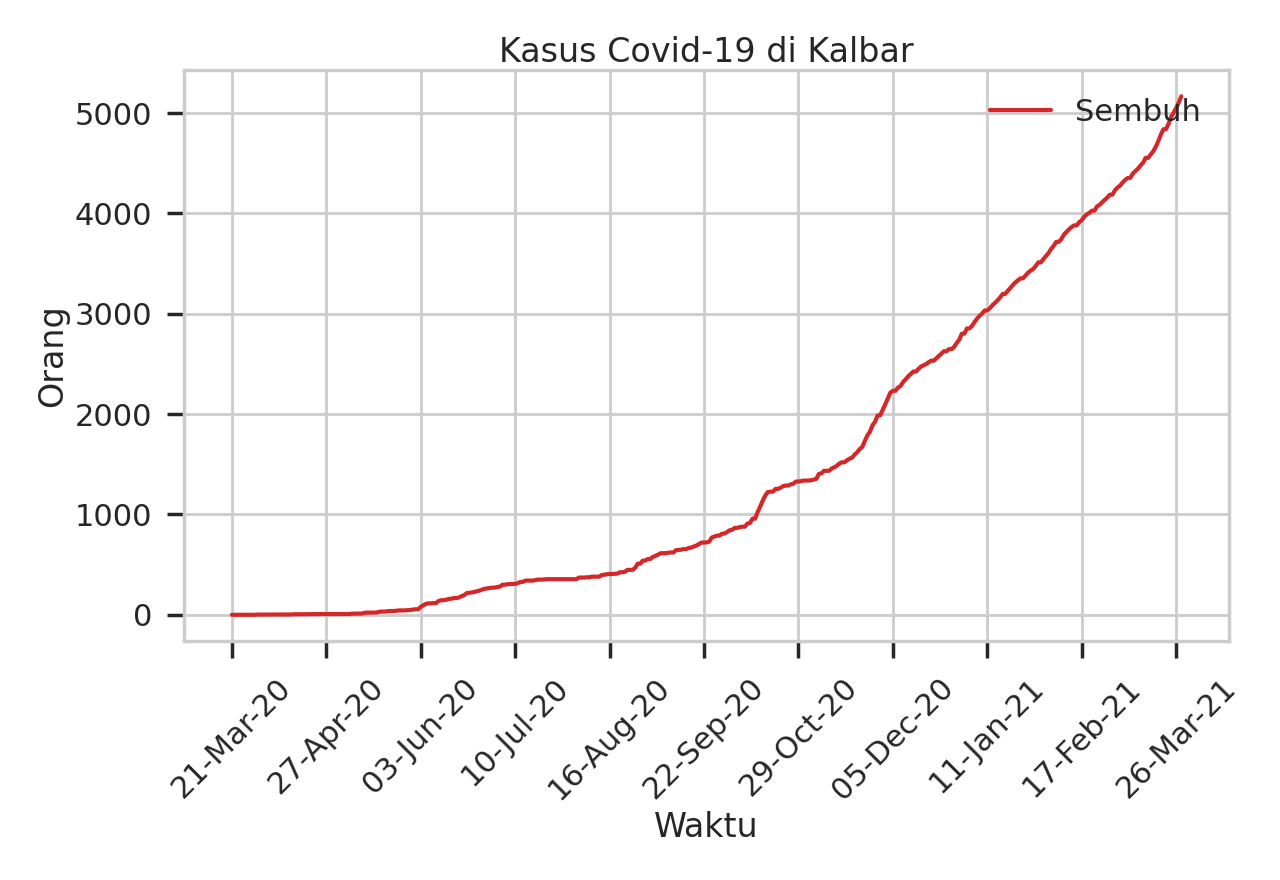 Kasus Covid-19 di Kalbar
Sembuh
Orang
5000
4000
3000
2000
1000
0
21-Mar-20
27-Apr-20
03-Jun-20
10-Jul-20
16-Aug-20
22-Sep-20
29-Oct-20
05-Dec-20
11-Jan-21
17-Feb-21
26-Mar-21
Waktu